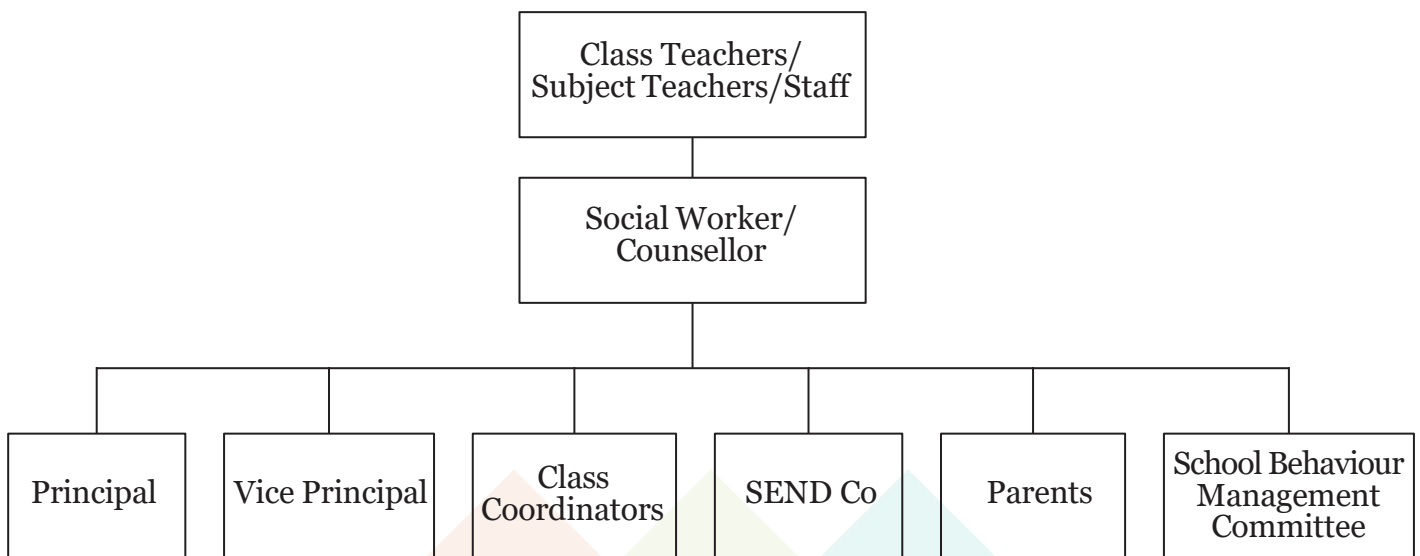 Class Teachers/
Subject Teachers/Staff
Social Worker/
Counsellor
Principal
Vice Principal
Class
Coordinators
SEND Co
Parents
School Behaviour
Management
Committee